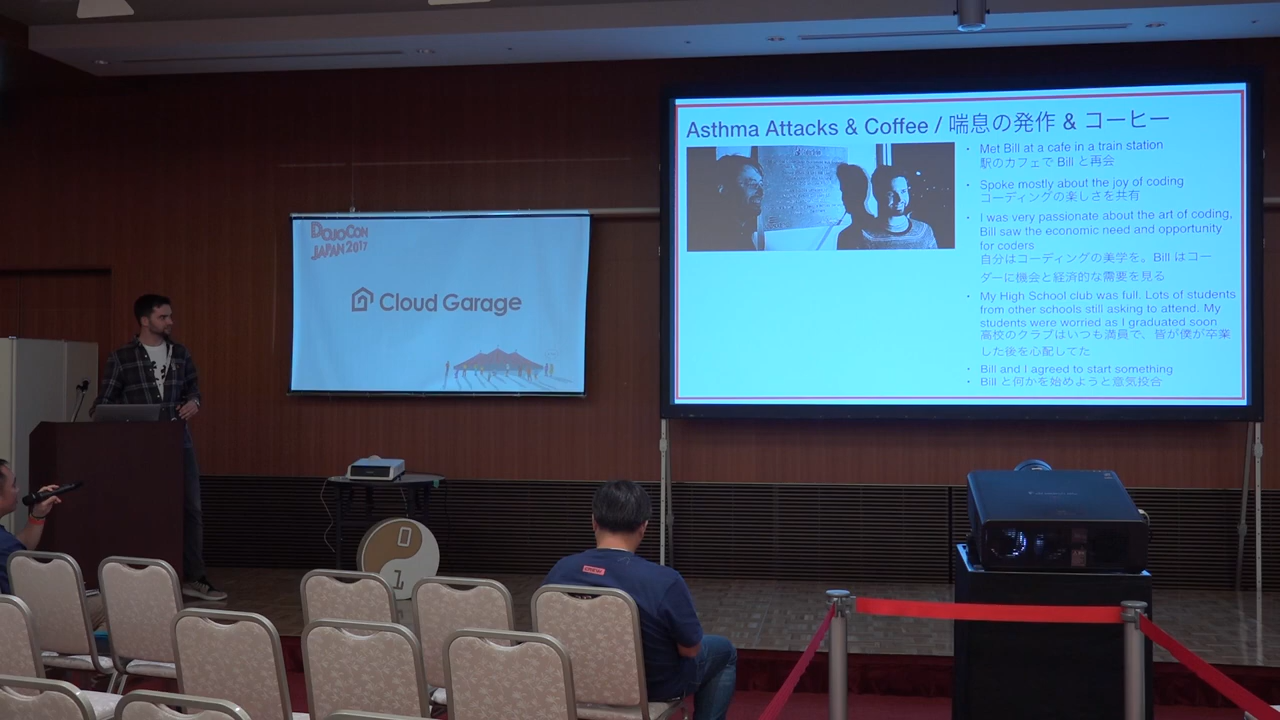 DOJOCON
JAPAN 2017
Cloud Garage
Asthma Attacks & Coffee / 喘息の発作 & コーヒー
• Met Bill at a cafe in a train station
駅のカフェで Bill と再会
• Spoke mostly about the joy of coding
コーディングの楽しさを共有
• I was very passionate about the art of coding,
Bill saw the economic need and opportunity
for coders
自分はコーディングの美学を。Bill はコー
ダーに機会と経済的な需要を見る
• My High School club was full. Lots of students
from other schools still asking to attend. My
students were worried as I graduated soon
高校のクラブはいつも満員で、皆が僕が卒業
した後を心配してた
• Bill and I agreed to start something
• Bill と何かを始めようと意気投合
0
1